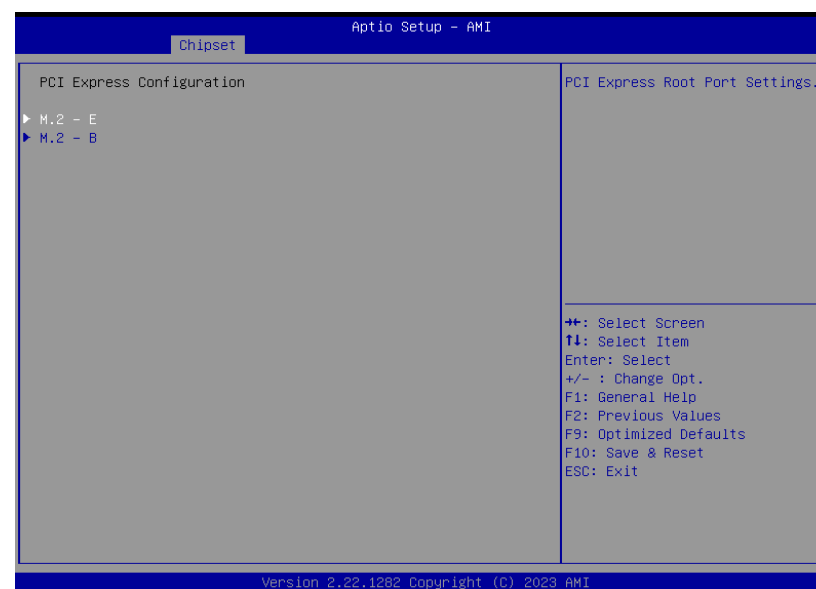 Aptio Setup – AMI
Chipset
PCI Express Configuration
M.2 – E
M.2 – B
PCI Express Root Port Settings.
→←: Select Screen
↑↓: Select Item
Enter: Select
+/- : Change Opt.
F1: General Help
F2: Previous Values
F9: Optimized Defaults
F10: Save & Reset
ESC: Exit
Version 2.22.1282 Copyright (C) 2023 AMI